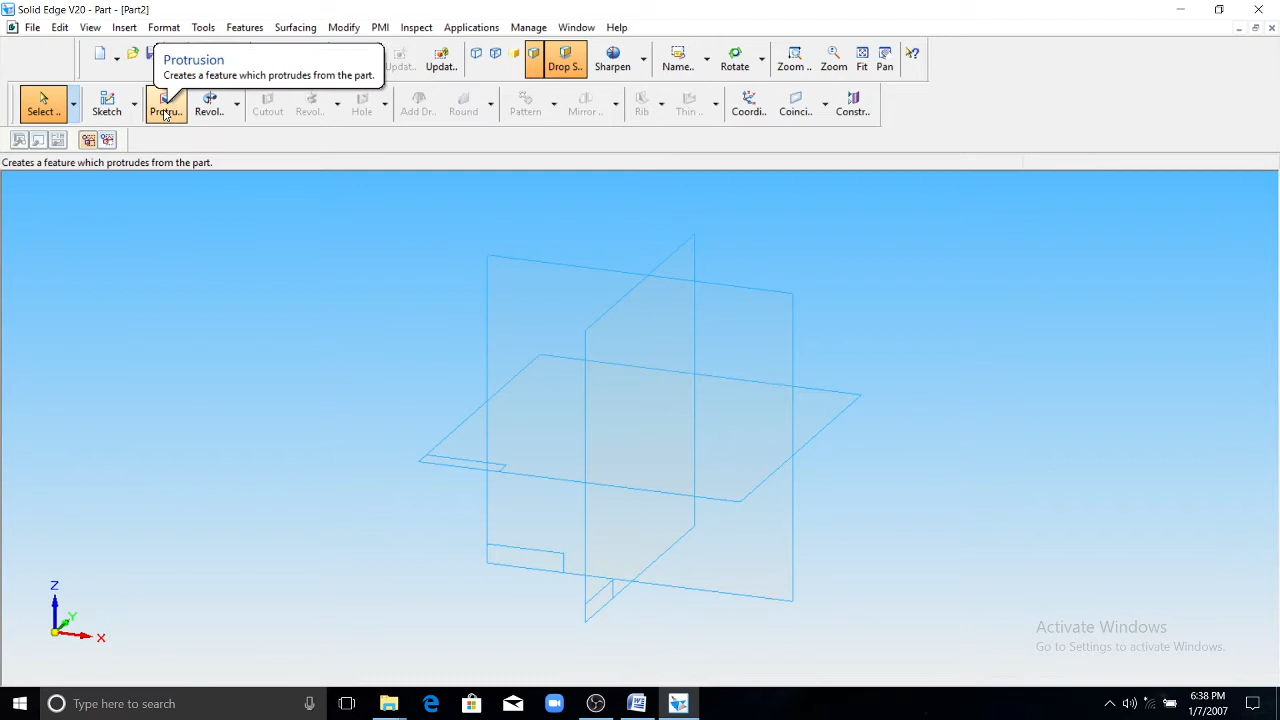 Solid Edge V20 - Part - [Part2]
File Edit View Insert Format Tools Features Surfacing Modify PMI Inspect Applications Manage Window Help
Protrusion
Creates a feature which protrudes from the part.
Updat.. Updat.. Drop S.. Sharpen Name.. Rotate Zoom .. Zoom Fit Pan
Select .. Sketch Protru.. Revol.. Cutout Revol.. Hole Add Dr.. Round Pattern Mirror .. Rib Thin .. Coordi.. Coinci.. Constr..
Creates a feature which protrudes from the part.
Z
Y
X
Activate Windows
Go to Settings to activate Windows.
Type here to search
6:38 PM
1/7/2007